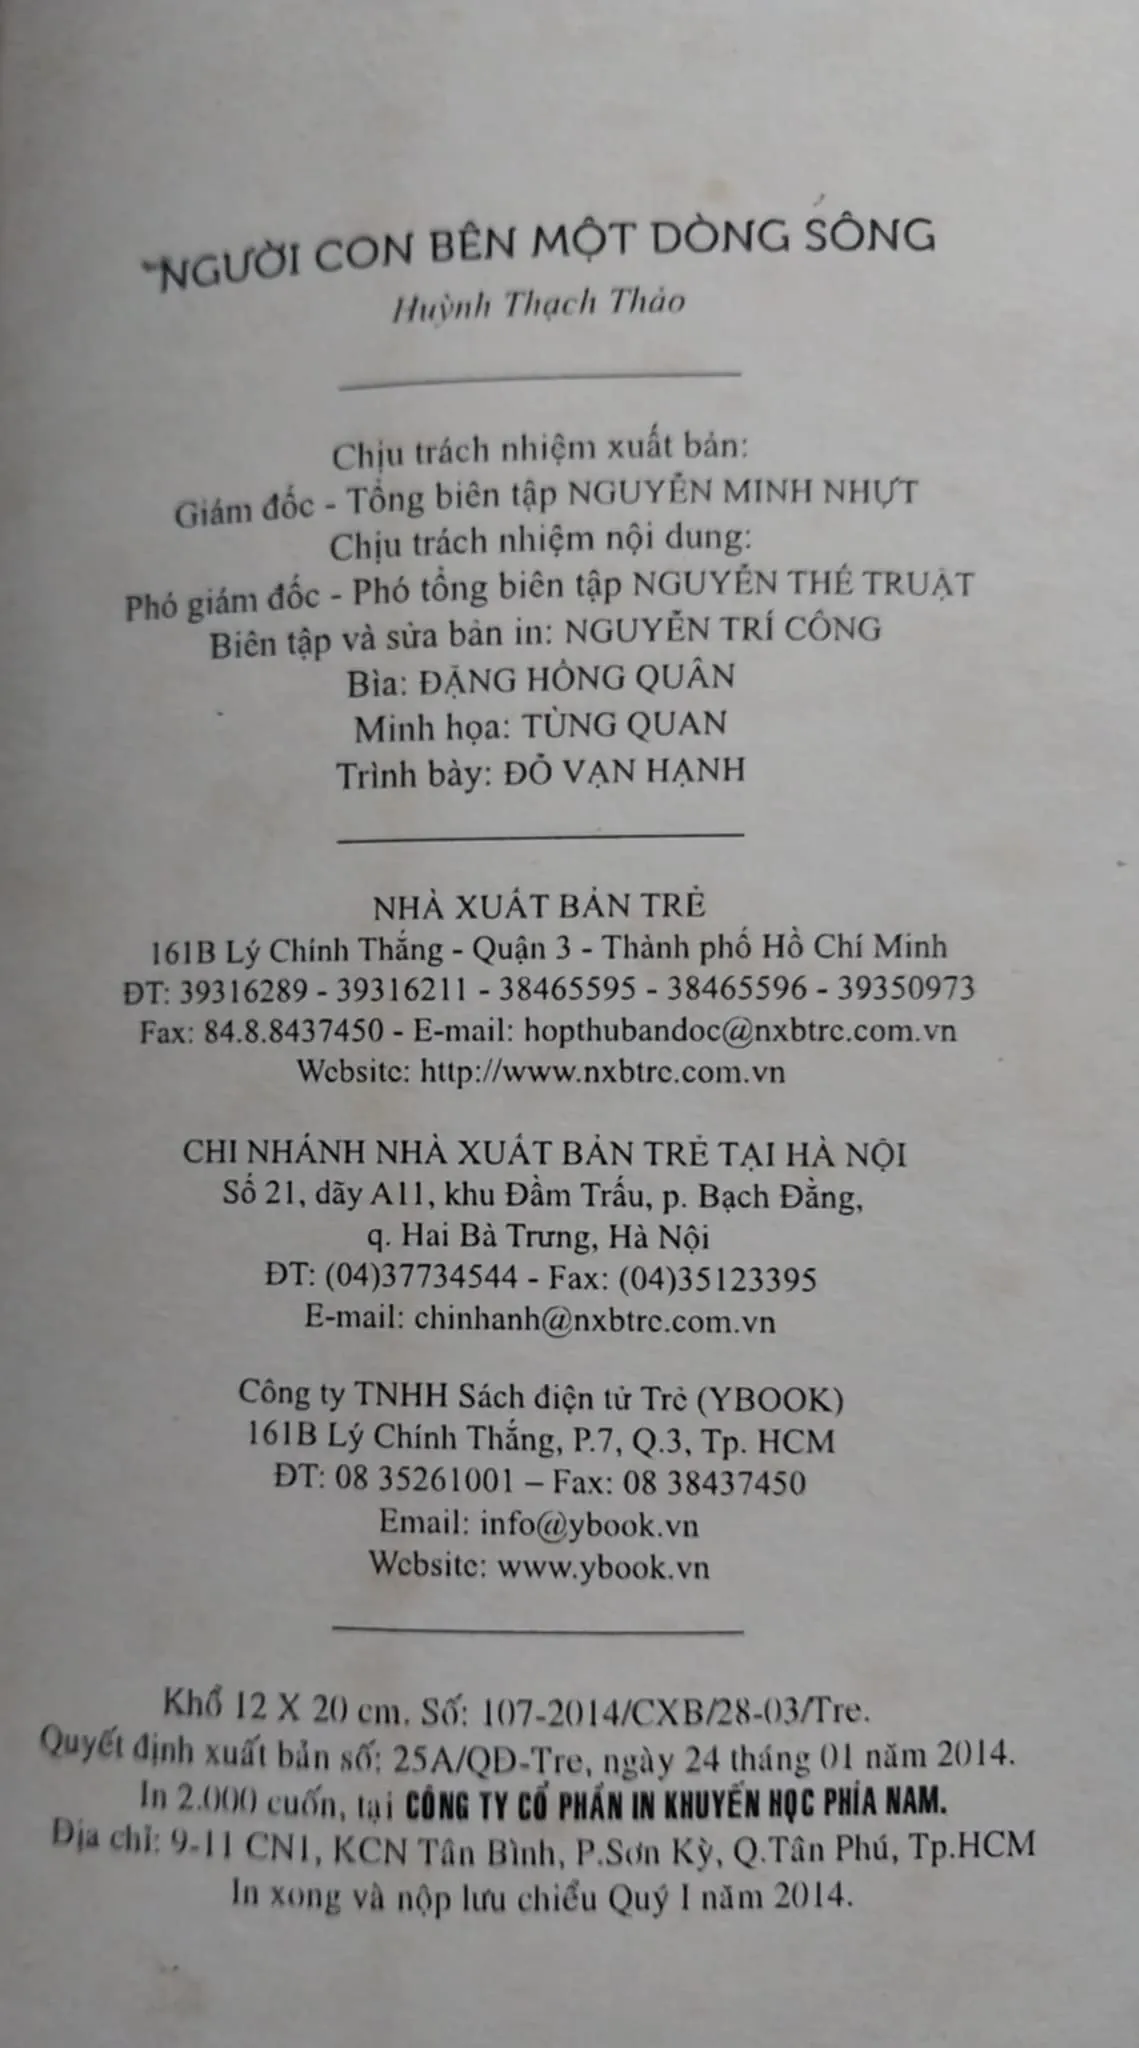 NGƯỜI CON BÊN MỘT DÒNG SÔNG
Huỳnh Thạch Thảo
Chịu trách nhiệm xuất bản:
Giám đốc - Tổng biên tập NGUYỄN MINH NHỰT
Chịu trách nhiệm nội dung:
Phó giám đốc - Phó tổng biên tập NGUYỄN THẾ TRUẬT
Biên tập và sửa bản in: NGUYỄN TRÍ CÔNG
Bìa: ĐẶNG HỒNG QUÂN
Minh họa: TÙNG QUAN
Trình bày: ĐỖ VẠN HẠNH
NHÀ XUẤT BẢN TRẺ
161B Lý Chính Thắng - Quận 3 - Thành phố Hồ Chí Minh
ĐT: 39316289 - 39316211 - 38465595 - 38465596 - 39350973
Fax: 84.8.8437450 - E-mail: hopthubandoc@nxbtre.com.vn
Website: http://www.nxbtre.com.vn
CHI NHÁNH NHÀ XUẤT BẢN TRẺ TẠI HÀ NỘI
Số 21, dãy A11, khu Đầm Trấu, p. Bạch Đằng,
q. Hai Bà Trưng, Hà Nội
ĐT: (04)37734544 - Fax: (04)35123395
E-mail: chinhanh@nxbtre.com.vn
Công ty TNHH Sách điện tử Trẻ (YBOOK)
161B Lý Chính Thắng, P.7, Q.3, Tp. HCM
ĐT: 08 35261001 – Fax: 08 38437450
Email: info@ybook.vn
Website: www.ybook.vn
Khổ 12 X 20 cm. Số: 107-2014/CXB/28-03/Tre.
Quyết định xuất bản số: 25A/QĐ-Tre, ngày 24 tháng 01 năm 2014.
In 2.000 cuốn, tại CÔNG TY CỔ PHẦN IN KHUYẾN HỌC PHÍA NAM.
Địa chỉ: 9-11 CN1, KCN Tân Bình, P.Sơn Kỳ, Q.Tân Phú, Tp.HCM
In xong và nộp lưu chiểu Quý I năm 2014.